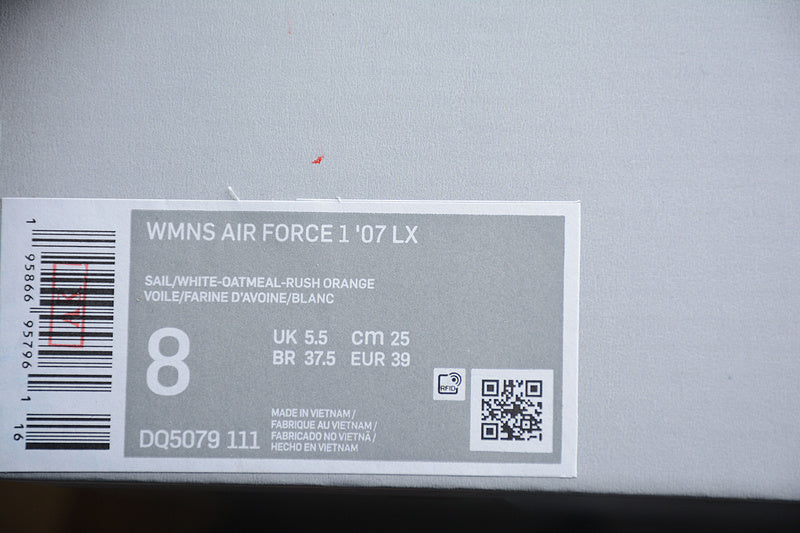 WMNS AIR FORCE 1 '07 LX
SAIL/WHITE-OATMEAL-RUSH ORANGE
VOILE/FARINE D'AVOINE/BLANC
8
UK 5.5 cm 25
BR 37.5 EUR 39
RFID
DQ5079 111
MADE IN VIETNAM /
FABRIQUE AU VIETNAM /
FABRICADO NO VIETNÃ /
HECHO EN VIETNAM
1 95866 95796 1 16